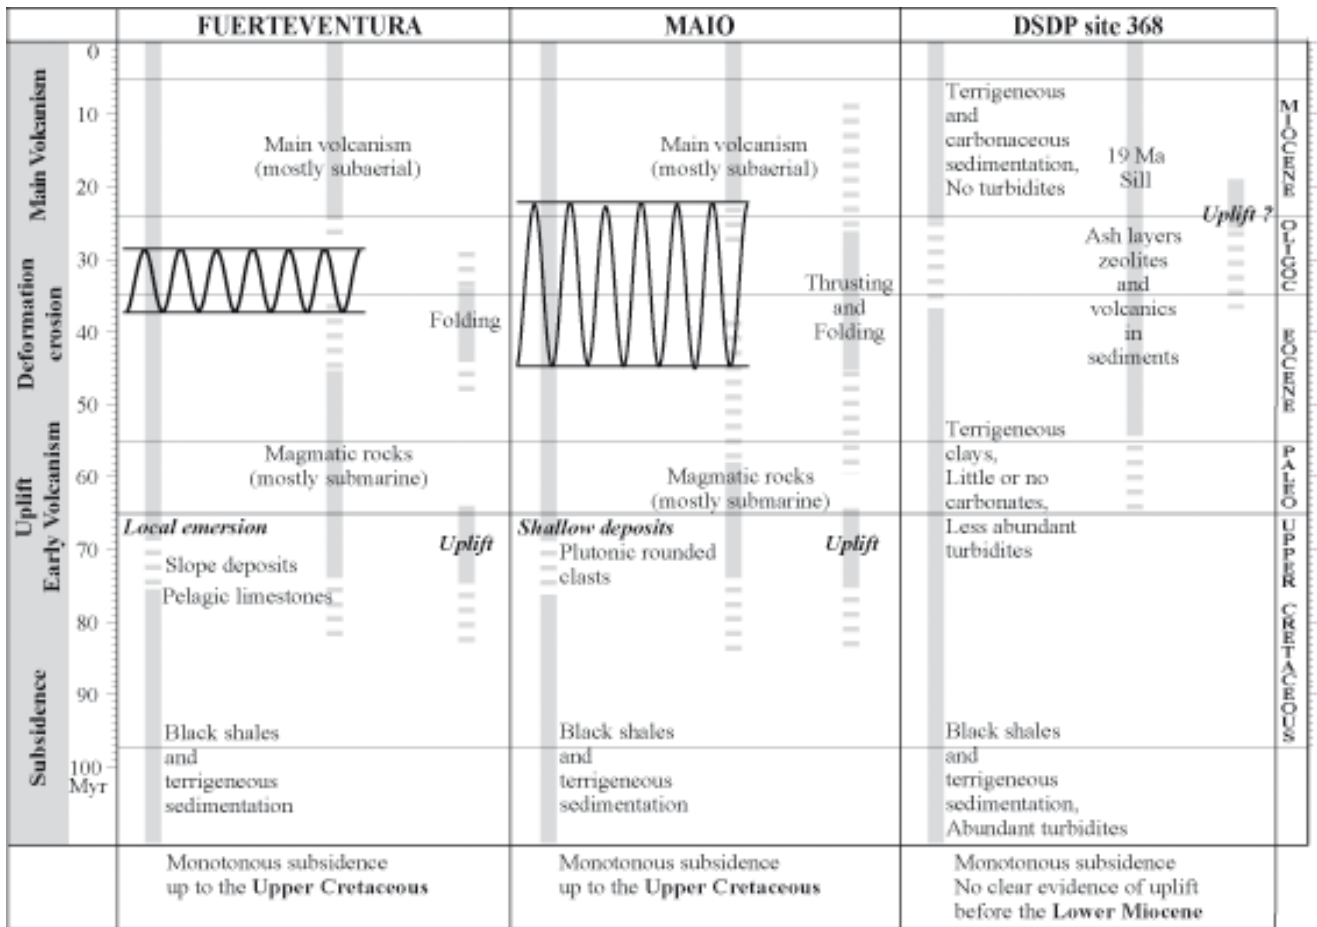 FUERTEVENTURA
MAIO
DSDP site 368
Main Volcanism
Deformation
erosion
Uplift
Early Volcanism
Subsidence
0
10
20
30
40
50
60
70
80
90
100
Myr
Main volcanism
(mostly subaerial)
Folding
Magmatic rocks
(mostly submarine)
Local emersion
Uplift
Slope deposits
Pelagic limestones
Black shales
and
terrigeneous
sedimentation
Monotonous subsidence
up to the Upper Cretaceous
Main volcanism
(mostly subaerial)
Thrusting
and
Folding
Magmatic rocks
(mostly submarine)
Shallow deposits
Uplift
Plutonic rounded
clasts
Black shales
and
terrigeneous
sedimentation
Monotonous subsidence
up to the Upper Cretaceous
Terrigeneous
and
carbonaceous
sedimentation,
No turbidites
19 Ma
Sill
Uplift ?
Ash layers
zeolites
and
volcanics
in
sediments
Terrigeneous
clays,
Little or no
carbonates,
Less abundant
turbidites
Black shales
and
terrigeneous
sedimentation,
Abundant turbidites
Monotonous subsidence
No clear evidence of uplift
before the Lower Miocene
MIOCENE
OLIGOC
EOCENE
PALEO
UPPER CRETACEOUS